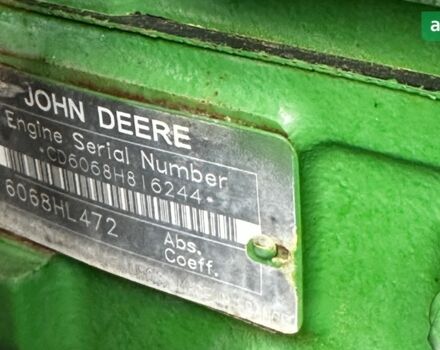 JOHN DEERE
Engine Serial Number
*CD6068H816244*
6068HL472
Abs.
Coeff.